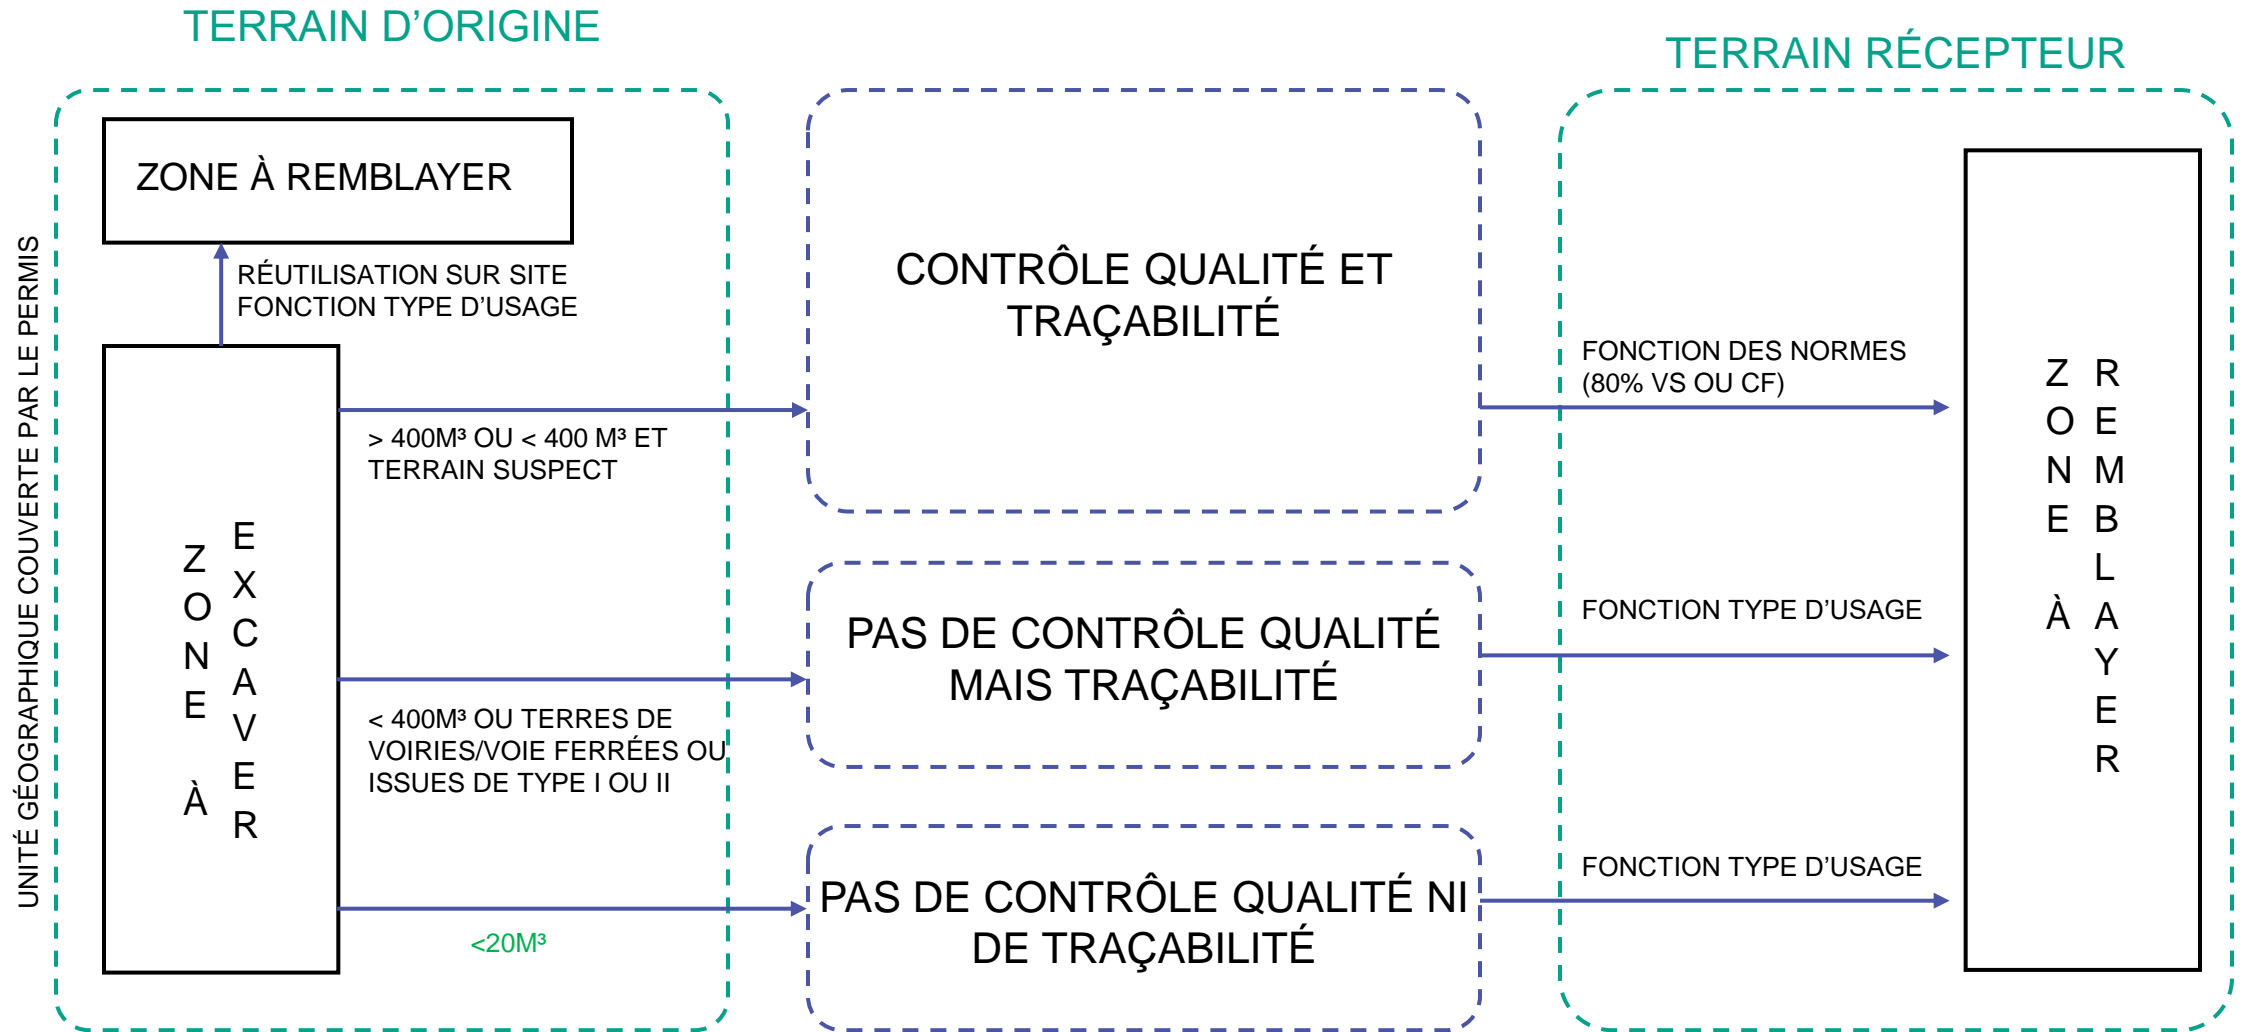 TERRAIN D’ORIGINE
TERRAIN RÉCEPTEUR
UNITÉ GÉOGRAPHIQUE COUVERTE PAR LE PERMIS
ZONE À REMBLAYER
RÉUTILISATION SUR SITE
FONCTION TYPE D’USAGE
ZONE À
EXCAVER
> 400M³ OU < 400 M³ ET
TERRAIN SUSPECT
< 400M³ OU TERRES DE
VOIRIES/VOIE FERRÉES OU
ISSUES DE TYPE I OU II
<20M³
CONTRÔLE QUALITÉ ET
TRAÇABILITÉ
PAS DE CONTRÔLE QUALITÉ
MAIS TRAÇABILITÉ
PAS DE CONTRÔLE QUALITÉ NI
DE TRAÇABILITÉ
FONCTION DES NORMES
(80% VS OU CF)
FONCTION TYPE D’USAGE
FONCTION TYPE D’USAGE
ZONE À
REMBLAYER